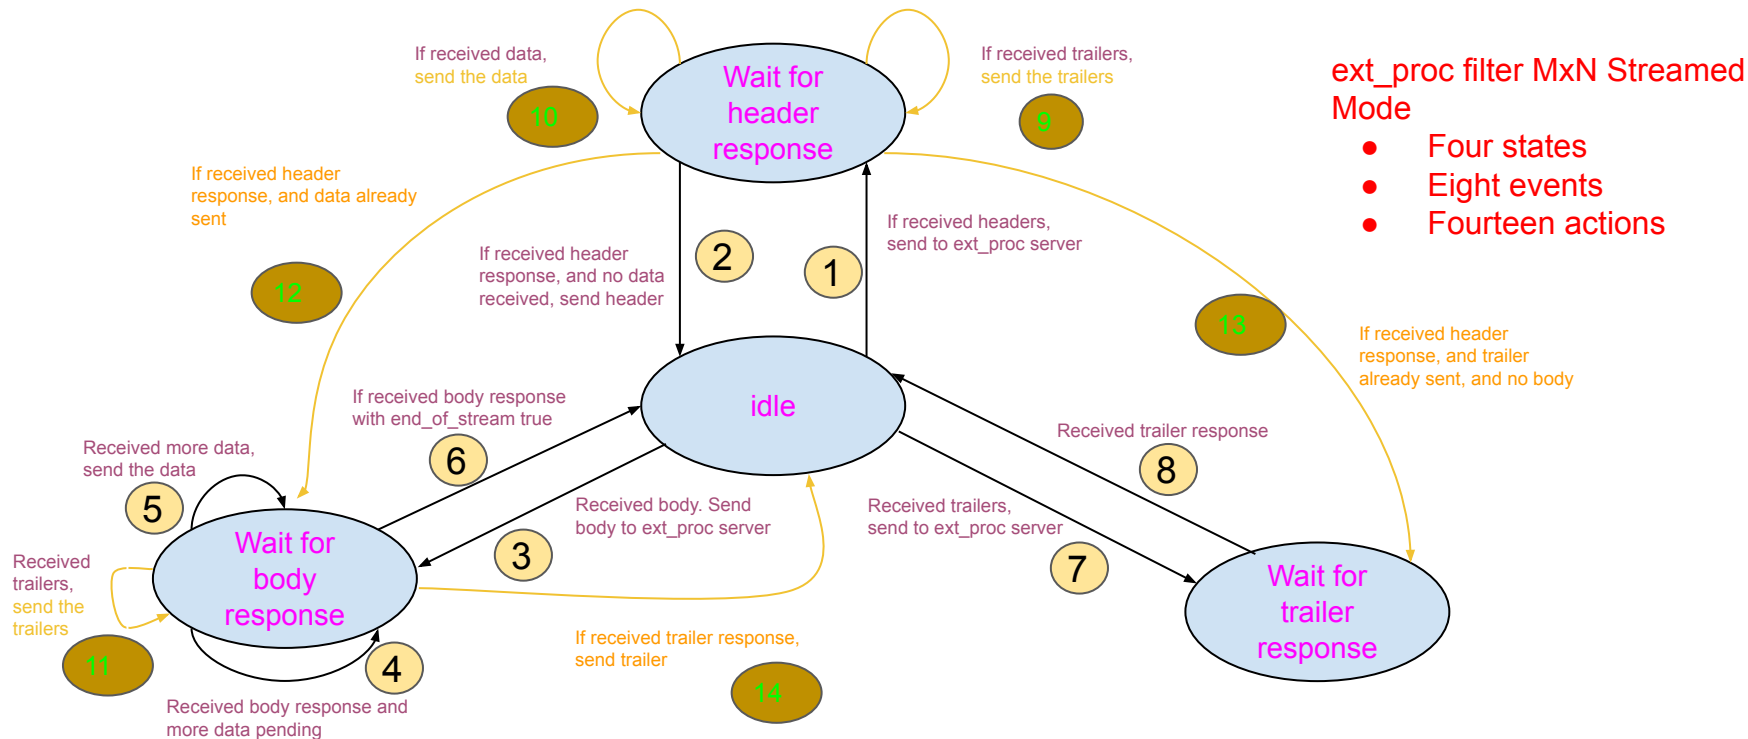 If received data,
send the data
10
Wait for
header
response
If received trailers,
send the trailers
9
ext_proc filter MxN Streamed
Mode
● Four states
● Eight events
● Fourteen actions
If received header
response, and data already
sent
12
If received header
response, and no data
received, send header
2
1
If received headers,
send to ext_proc server
13
If received header
response, and trailer
already sent, and no body
idle
If received body response
with end_of_stream true
6
Received more data,
send the data
5
Received trailer response
8
Received body. Send
body to ext_proc server
3
Received trailers,
send to ext_proc server
7
Wait for
body
response
Received
trailers,
send the
trailers
11
4
Received body response and
more data pending
If received trailer response,
send trailer
14
Wait for
trailer
response